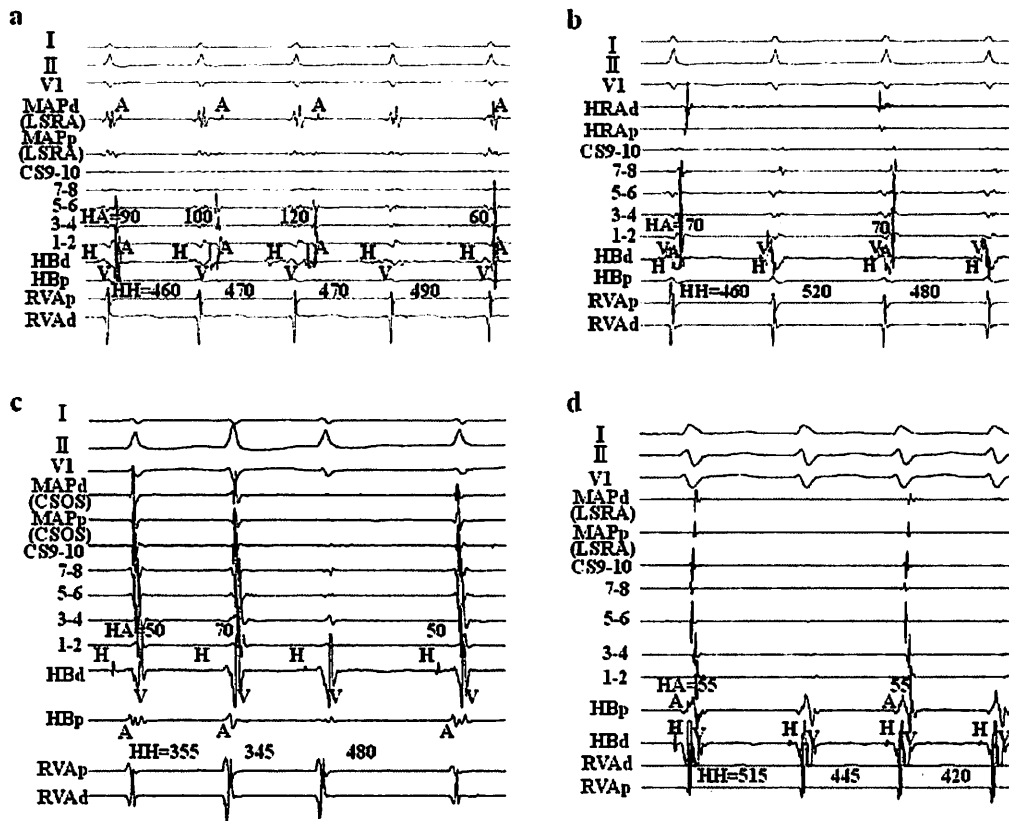 a
I
II
V1
MAPd A A A A
(LSRA)
MAPp
(LSRA)
CS9-10
7-8
5-6
HA=90 100 120 60
3-4
1-2
H A H A H A H H A
HBd
V V V V V
HBp
HH=460 470 470 490
RVAp
RVAd
b
I
II
V1
HRAd
HRAp
CS9-10
7-8
5-6
3-4
HA=70 70
1-2
VA V VA V
HBd
H H H H
HBp
HH=460 520 480
RVAp
RVAd
c
I
II
V1
MAPd
(CSOS)
MAPp
(CSOS)
CS9-10
7-8
5-6
3-4
HA=50 70 50
1-2
H H H H
HBd
V V V V
HBp
A A A
HH=355 345 480
RVAp
RVAd
d
I
II
V1
MAPd
(LSRA)
MAPp
(LSRA)
CS9-10
7-8
5-6
3-4
1-2
HA=55 55
A A
HBp
H V H V H V H V
HBd
RVAd
HH=515 445 420
RVAp